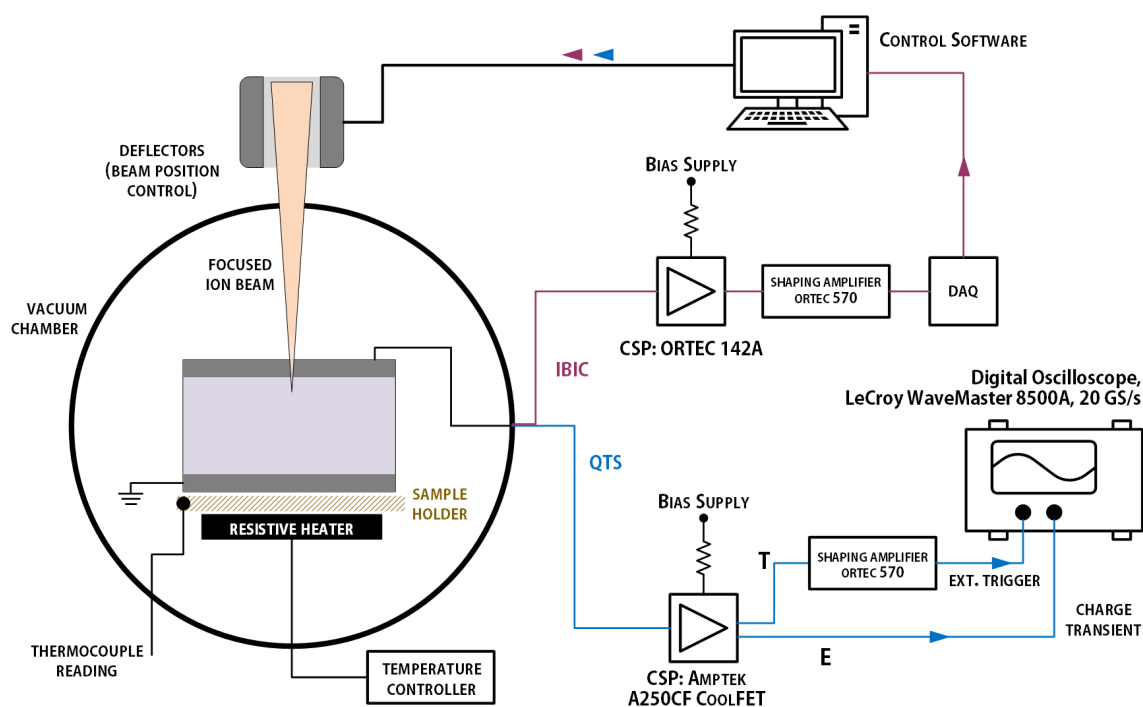 CONTROL SOFTWARE
DEFLECTORS
(BEAM POSITION
CONTROL)
BIAS SUPPLY
FOCUSED
ION BEAM
VACUUM
CHAMBER
SHAPING AMPLIFIER
ORTEC 570
DAQ
CSP: ORTEC 142A
IBIC
Digital Oscilloscope,
LeCroy WaveMaster 8500A, 20 GS/s
QTS
SAMPLE
HOLDER
RESISTIVE HEATER
BIAS SUPPLY
T
SHAPING AMPLIFIER
ORTEC 570
EXT. TRIGGER
CHARGE
TRANSIENT
E
THERMOCOUPLE
READING
TEMPERATURE
CONTROLLER
CSP: AMPTEK
A250CF COOLFET